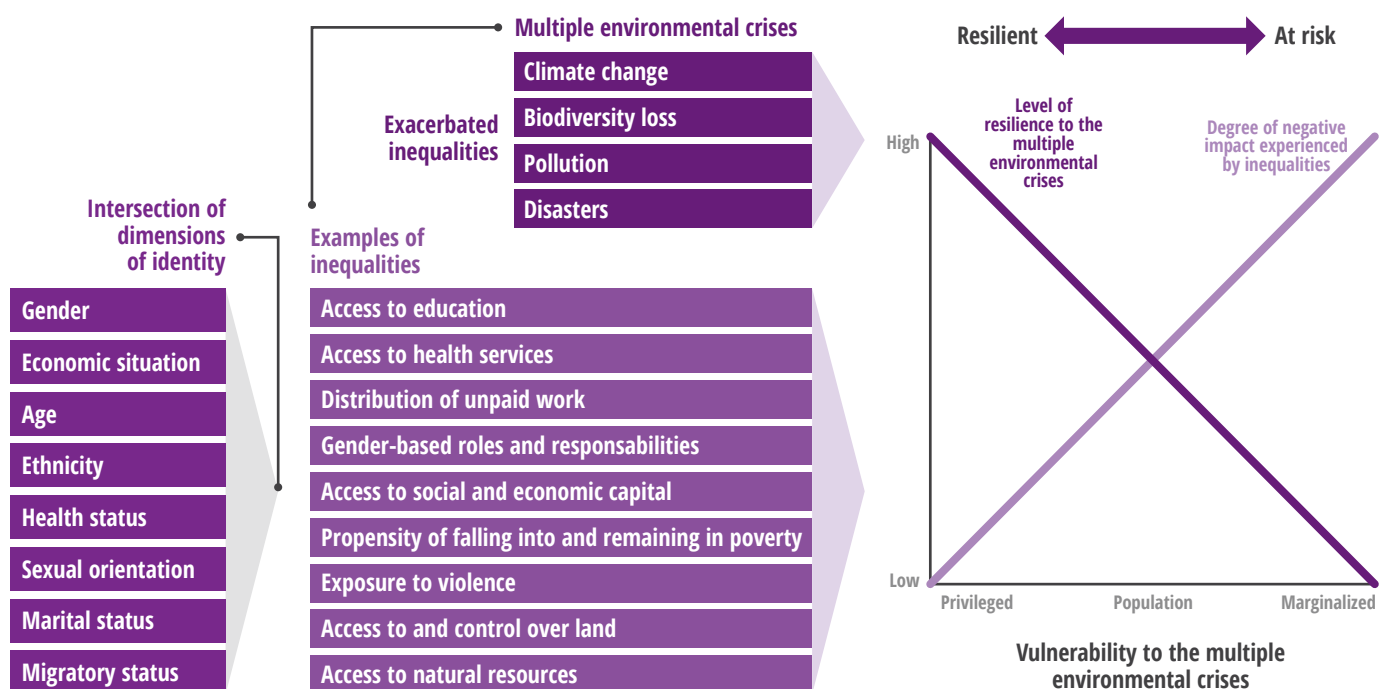 Intersection of
dimensions
of identity
Gender
Economic situation
Age
Ethnicity
Health status
Sexual orientation
Marital status
Migratory status
Multiple environmental crises
Exacerbated
inequalities
Climate change
Biodiversity loss
Pollution
Disasters
Examples of
inequalities
Access to education
Access to health services
Distribution of unpaid work
Gender-based roles and responsabilities
Access to social and economic capital
Propensity of falling into and remaining in poverty
Exposure to violence
Access to and control over land
Access to natural resources
Resilient
At risk
Level of
resilience to the
multiple
environmental
crises
Degree of negative
impact experienced
by inequalities
High
Low
Privileged
Population
Marginalized
Vulnerability to the multiple
environmental crises